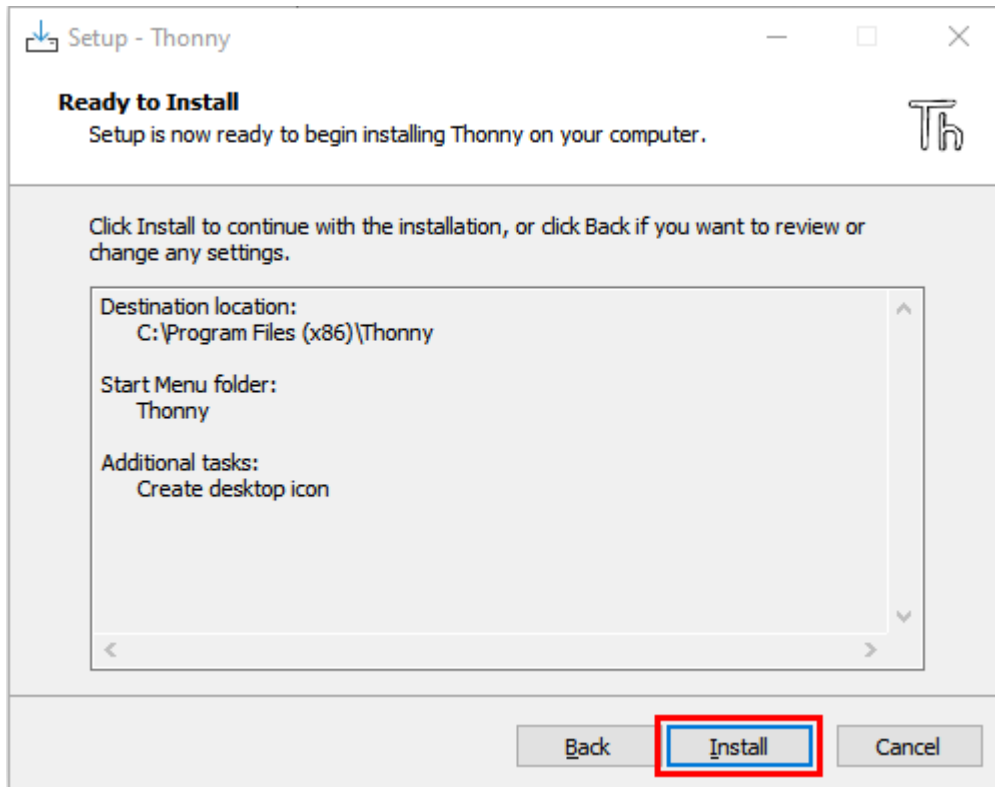 Setup - Thonny
Ready to Install
Setup is now ready to begin installing Thonny on your computer.
Th
Click Install to continue with the installation, or click Back if you want to review or
change any settings.
Destination location:
C:\Program Files (x86)\Thonny
Start Menu folder:
Thonny
Additional tasks:
Create desktop icon
Back Install Cancel